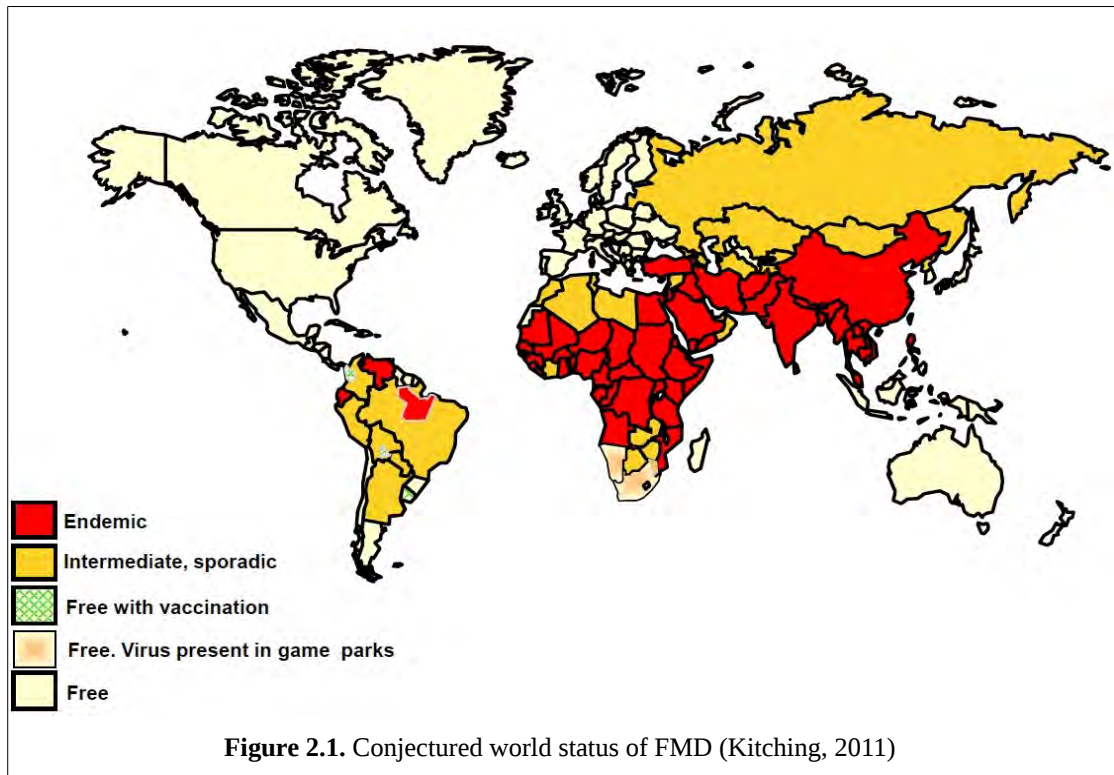 Endemic
Intermediate, sporadic
Free with vaccination
Free. Virus present in game parks
Free
Figure 2.1. Conjectured world status of FMD (Kitching, 2011)